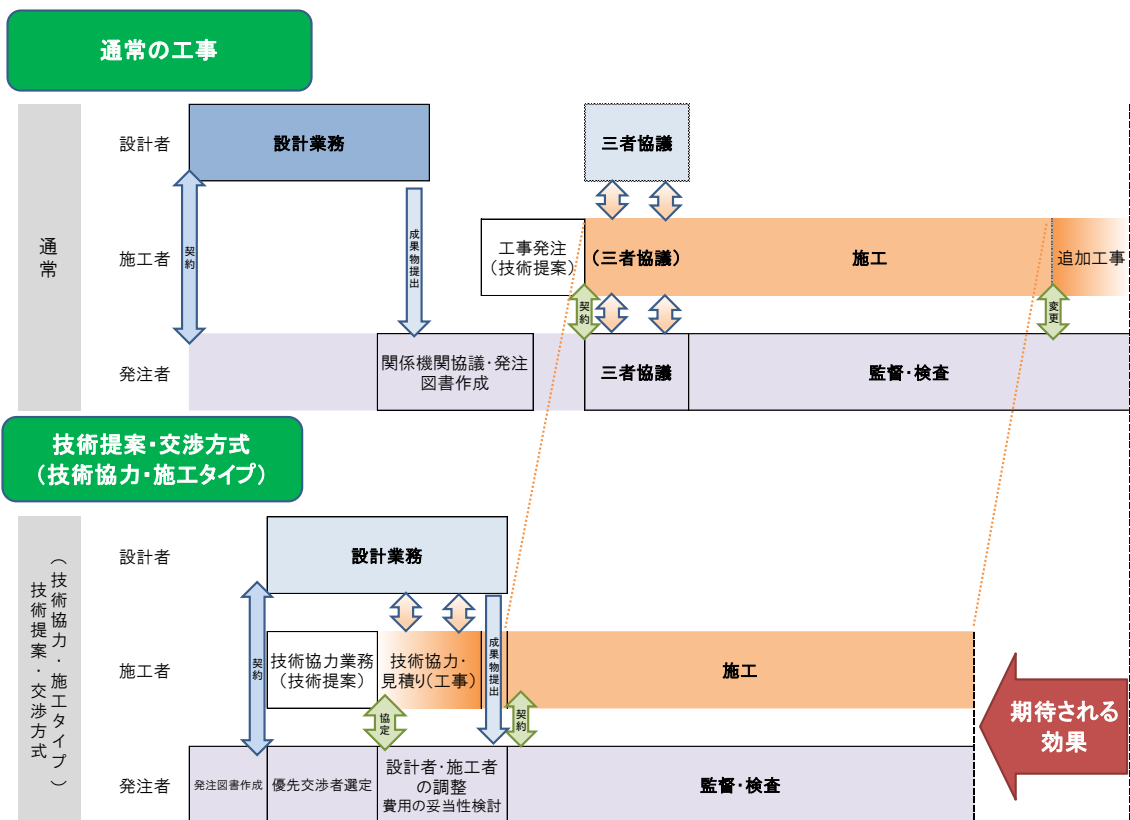 通常の工事
通常
設計者
設計業務
三者協議
施工者
契約
成果物提出
工事発注
(技術提案)
(三者協議)
施工
追加工事
契約
変更
発注者
関係機関協議・発注
図書作成
三者協議
監督・検査
技術提案・交渉方式
(技術協力・施工タイプ)
技術提案・交渉方式
(技術協力・施工タイプ)
設計者
設計業務
施工者
契約
技術協力業務
(技術提案)
技術協力・
見積り(工事)
成果物提出
施工
協定
契約
期待される
効果
発注者
発注図書作成
優先交渉者選定
設計者・施工者
の調整
費用の妥当性検討
監督・検査